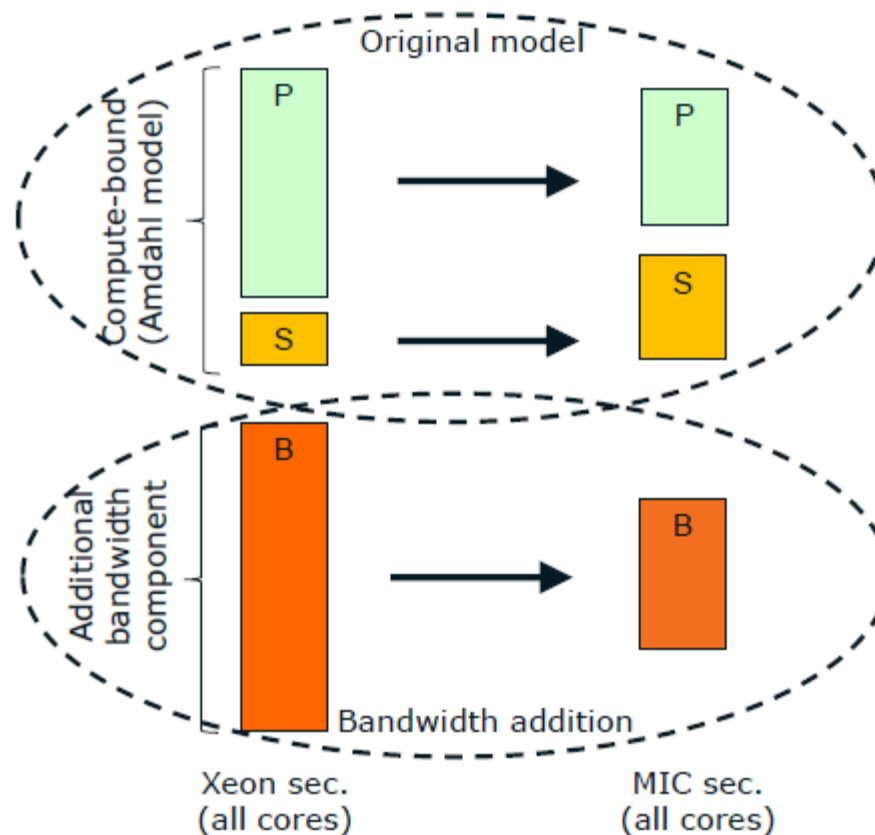 Original model
Compute-bound
(Amdahl model)
P
P
S
S
Additional
bandwidth
component
B
B
Bandwidth addition
Xeon sec.
(all cores)
MIC sec.
(all cores)